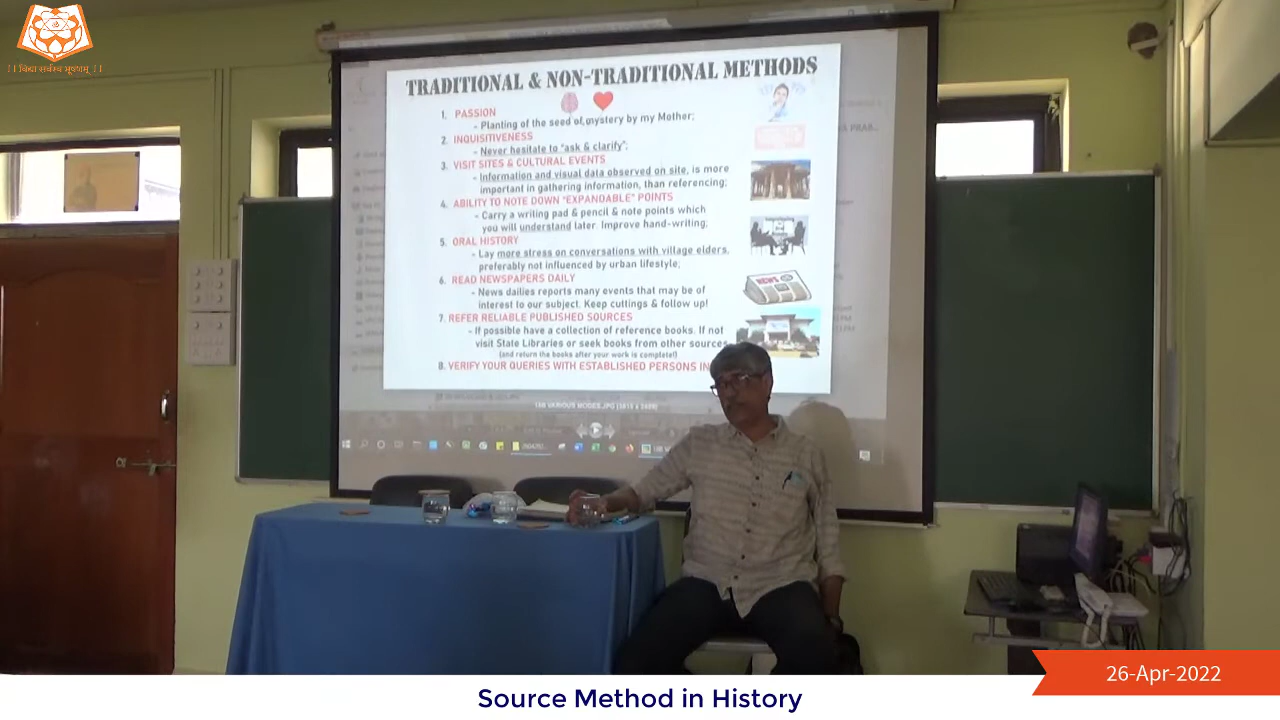 || विद्या सर्वस्य भूषणम् ||
TRADITIONAL & NON-TRADITIONAL METHODS
1. PASSION
- Planting of the seed of mystery by my Mother;
2. INQUISITIVENESS
- Never hesitate to "ask & clarify";
3. VISIT SITES & CULTURAL EVENTS
- Information and visual data observed on site, is more
important in gathering information, than referencing;
4. ABILITY TO NOTE DOWN "EXPANDABLE" POINTS
- Carry a writing pad & pencil & note points which
you will understand later. Improve hand-writing;
5. ORAL HISTORY
- Lay more stress on conversations with village elders,
preferably not influenced by urban lifestyle;
6. READ NEWSPAPERS DAILY
- News dailies reports many events that may be of
interest to our subject. Keep cuttings & follow up!
NEWS
7. REFER RELIABLE PUBLISHED SOURCES
- If possible have a collection of reference books. If not
visit State Libraries or seek books from other sources
(and return the books after your work is complete!)
8. VERIFY YOUR QUERIES WITH ESTABLISHED PERSONS IN
26-Apr-2022
Source Method in History